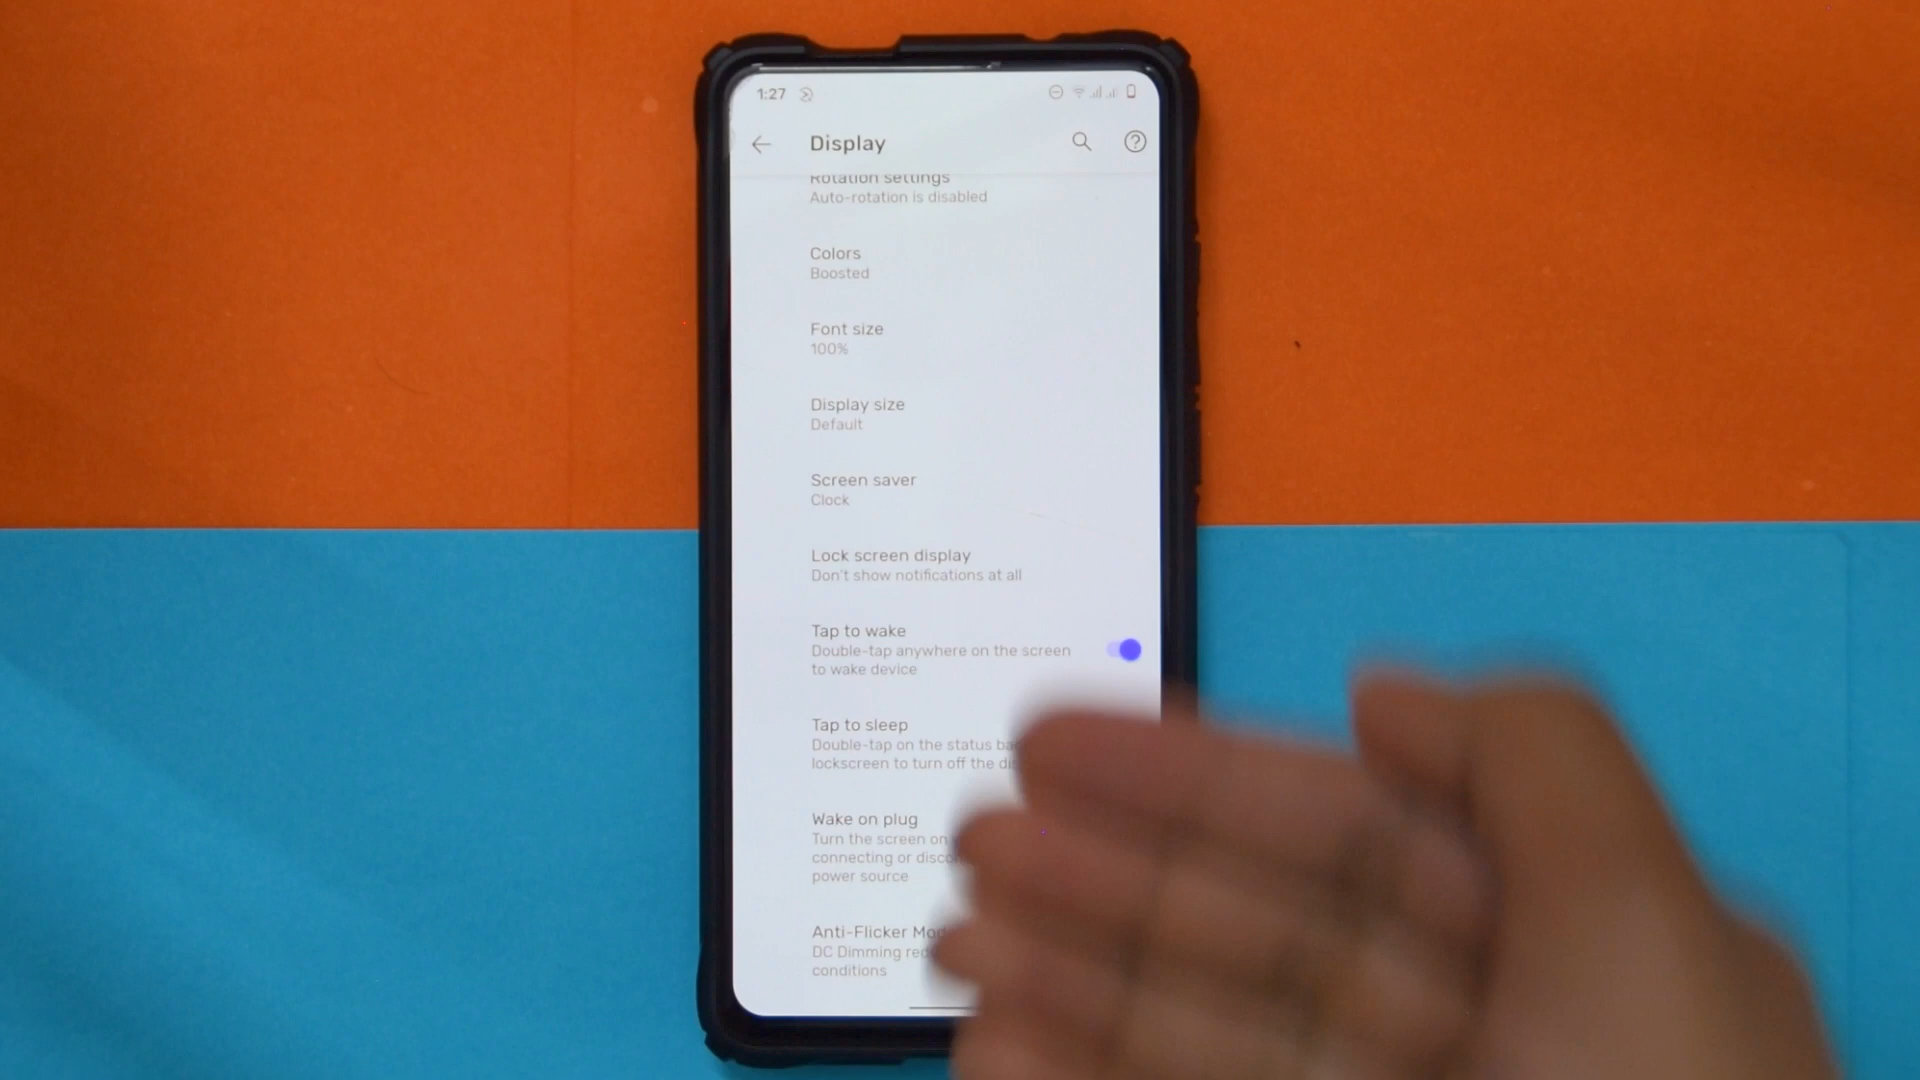 1:27
Display
Rotation settings
Auto-rotation is disabled
Colors
Boosted
Font size
100%
Display size
Default
Screen saver
Clock
Lock screen display
Don't show notifications at all
Tap to wake
Double-tap anywhere on the screen
to wake device
Tap to sleep
Double-tap on the status
lockscreen to turn off the
Wake on plug
Turn the screen on
connecting or
power source
Anti-Flicker
DC Dimming
conditions